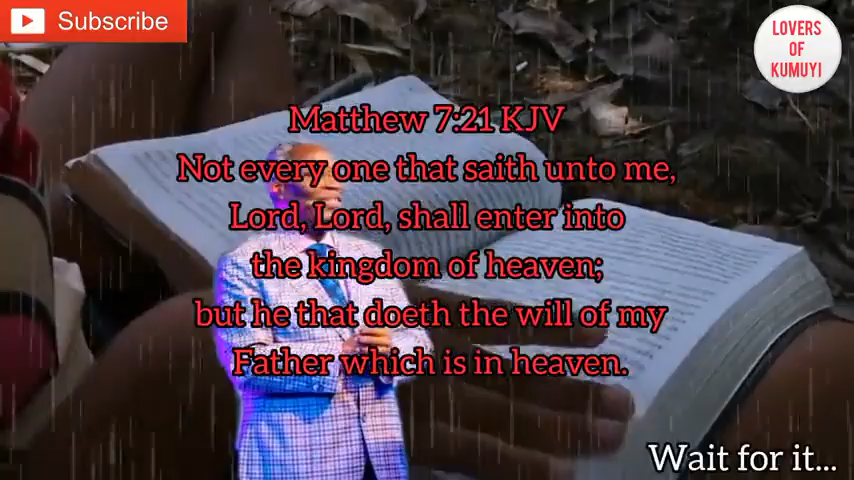 Subscribe
LOVERS
OF
KUMUYI
Matthew 7:21 KJV
Not every one that saith unto me,
Lord, Lord, shall enter into
the kingdom of heaven;
but he that doeth the will of my
Father which is in heaven.
Wait for it...